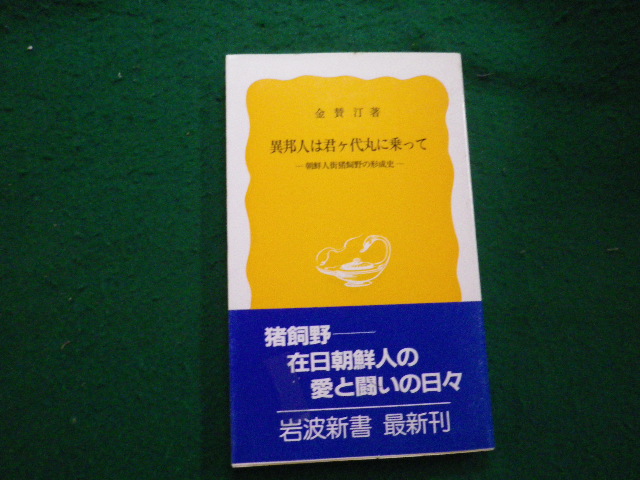 金賛汀著
異邦人は君ヶ代丸に乗って
―朝鮮人街猪飼野の形成史―
猪飼野――
在日朝鮮人の
愛と闘いの日々
岩波新書 最新刊